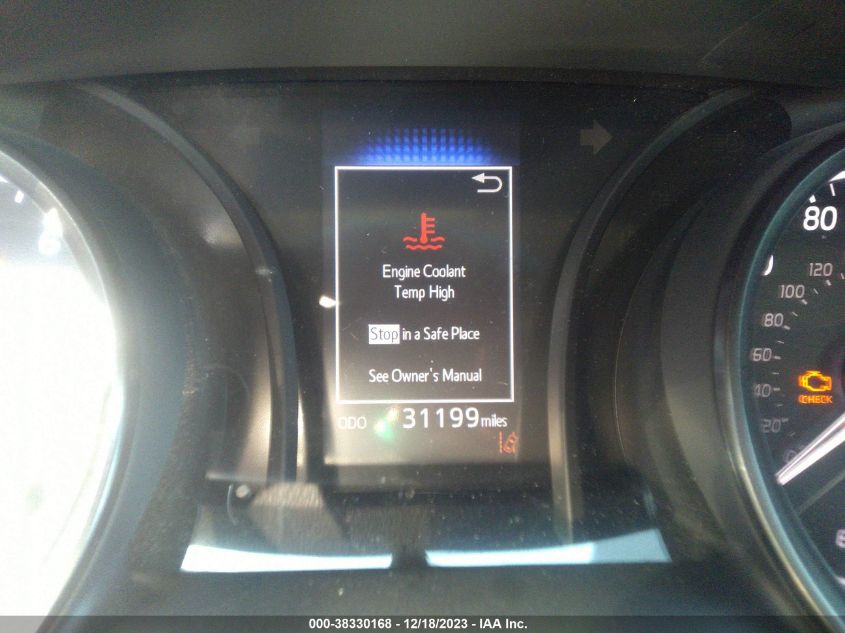 Engine Coolant
Temp High
Stop in a Safe Place
See Owner's Manual
ODO 31199 miles
80
120
100
80
60
40
20
CHECK
000-38330168 - 12/18/2023 - IAA Inc.